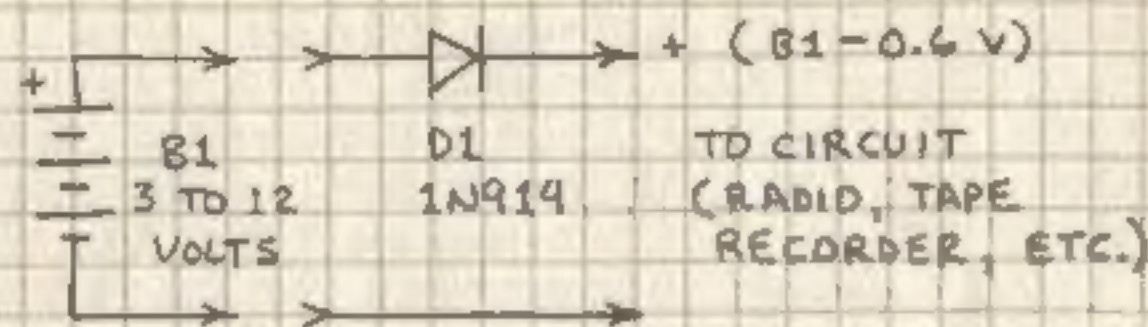 + + (B1-0.6 V)
B1
3 TO 12
VOLTS
D1
1N914
TO CIRCUIT
(RADIO, TAPE
RECORDER, ETC.)